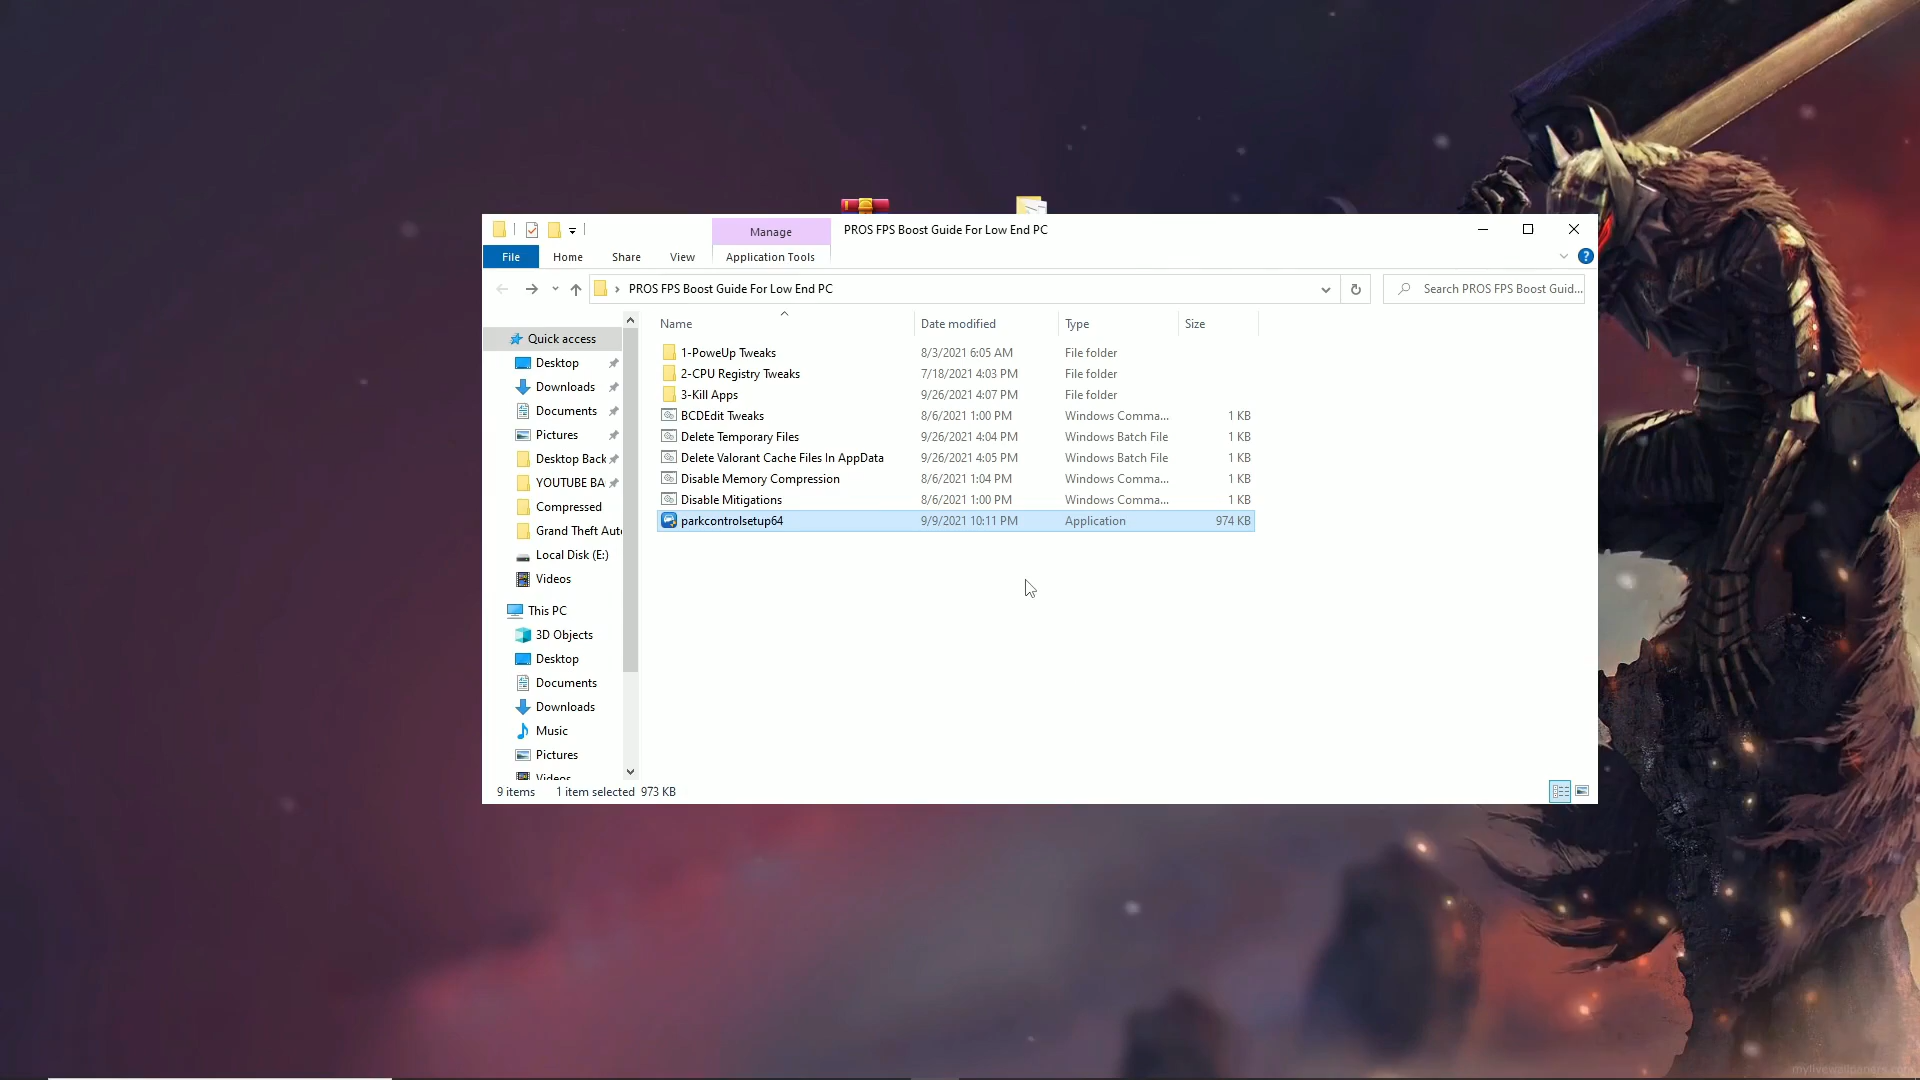 Manage
PROS FPS Boost Guide For Low End PC
File
Home
Share
View
Application Tools
?
PROS FPS Boost Guide For Low End PC
Search PROS FPS Boost Guid...
Name
Date modified
Type
Size
Quick access
Desktop
Downloads
Documents
Pictures
Desktop Back
YOUTUBE BA
Compressed
Grand Theft Aut
Local Disk (E:)
Videos
This PC
3D Objects
Desktop
Documents
Downloads
Music
Pictures
Videos
1-PoweUp Tweaks 8/3/2021 6:05 AM File folder
2-CPU Registry Tweaks 7/18/2021 4:03 PM File folder
3-Kill Apps 9/26/2021 4:07 PM File folder
BCDEdit Tweaks 8/6/2021 1:00 PM Windows Comma... 1 KB
Delete Temporary Files 9/26/2021 4:04 PM Windows Batch File 1 KB
Delete Valorant Cache Files In AppData 9/26/2021 4:05 PM Windows Batch File 1 KB
Disable Memory Compression 8/6/2021 1:04 PM Windows Comma... 1 KB
Disable Mitigations 8/6/2021 1:00 PM Windows Comma... 1 KB
parkcontrolsetup64 9/9/2021 10:11 PM Application 974 KB
9 items 1 item selected 973 KB
mylivewallpapers.com